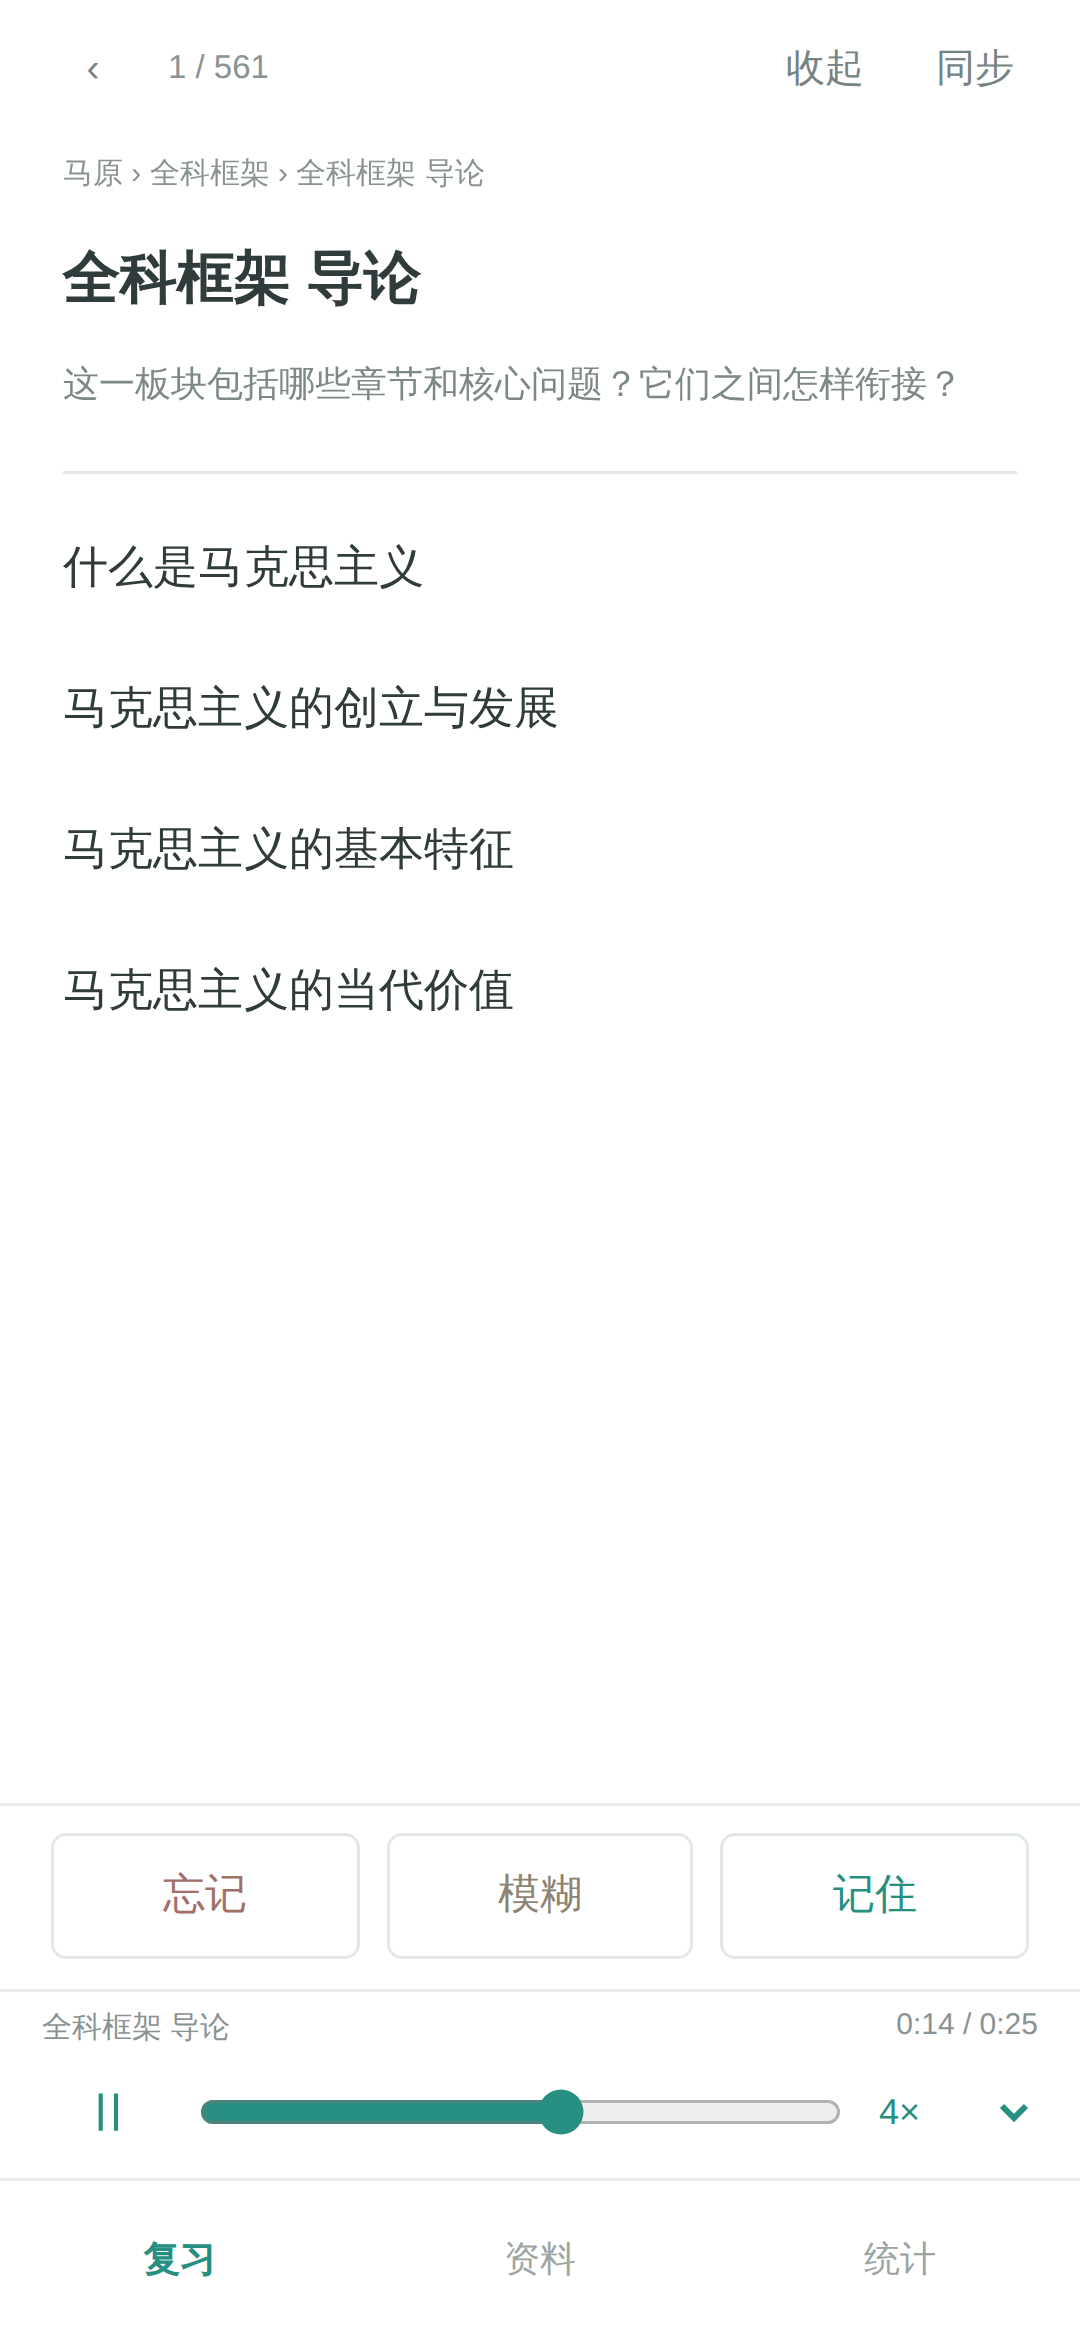 ‹ 1 / 561 收起 同步
马原 › 全科框架 › 全科框架 导论
全科框架 导论
这一板块包括哪些章节和核心问题？它们之间怎样衔接？
什么是马克思主义
马克思主义的创立与发展
马克思主义的基本特征
马克思主义的当代价值
忘记 模糊 记住
全科框架 导论 0:14 / 0:25
4×
复习 资料 统计